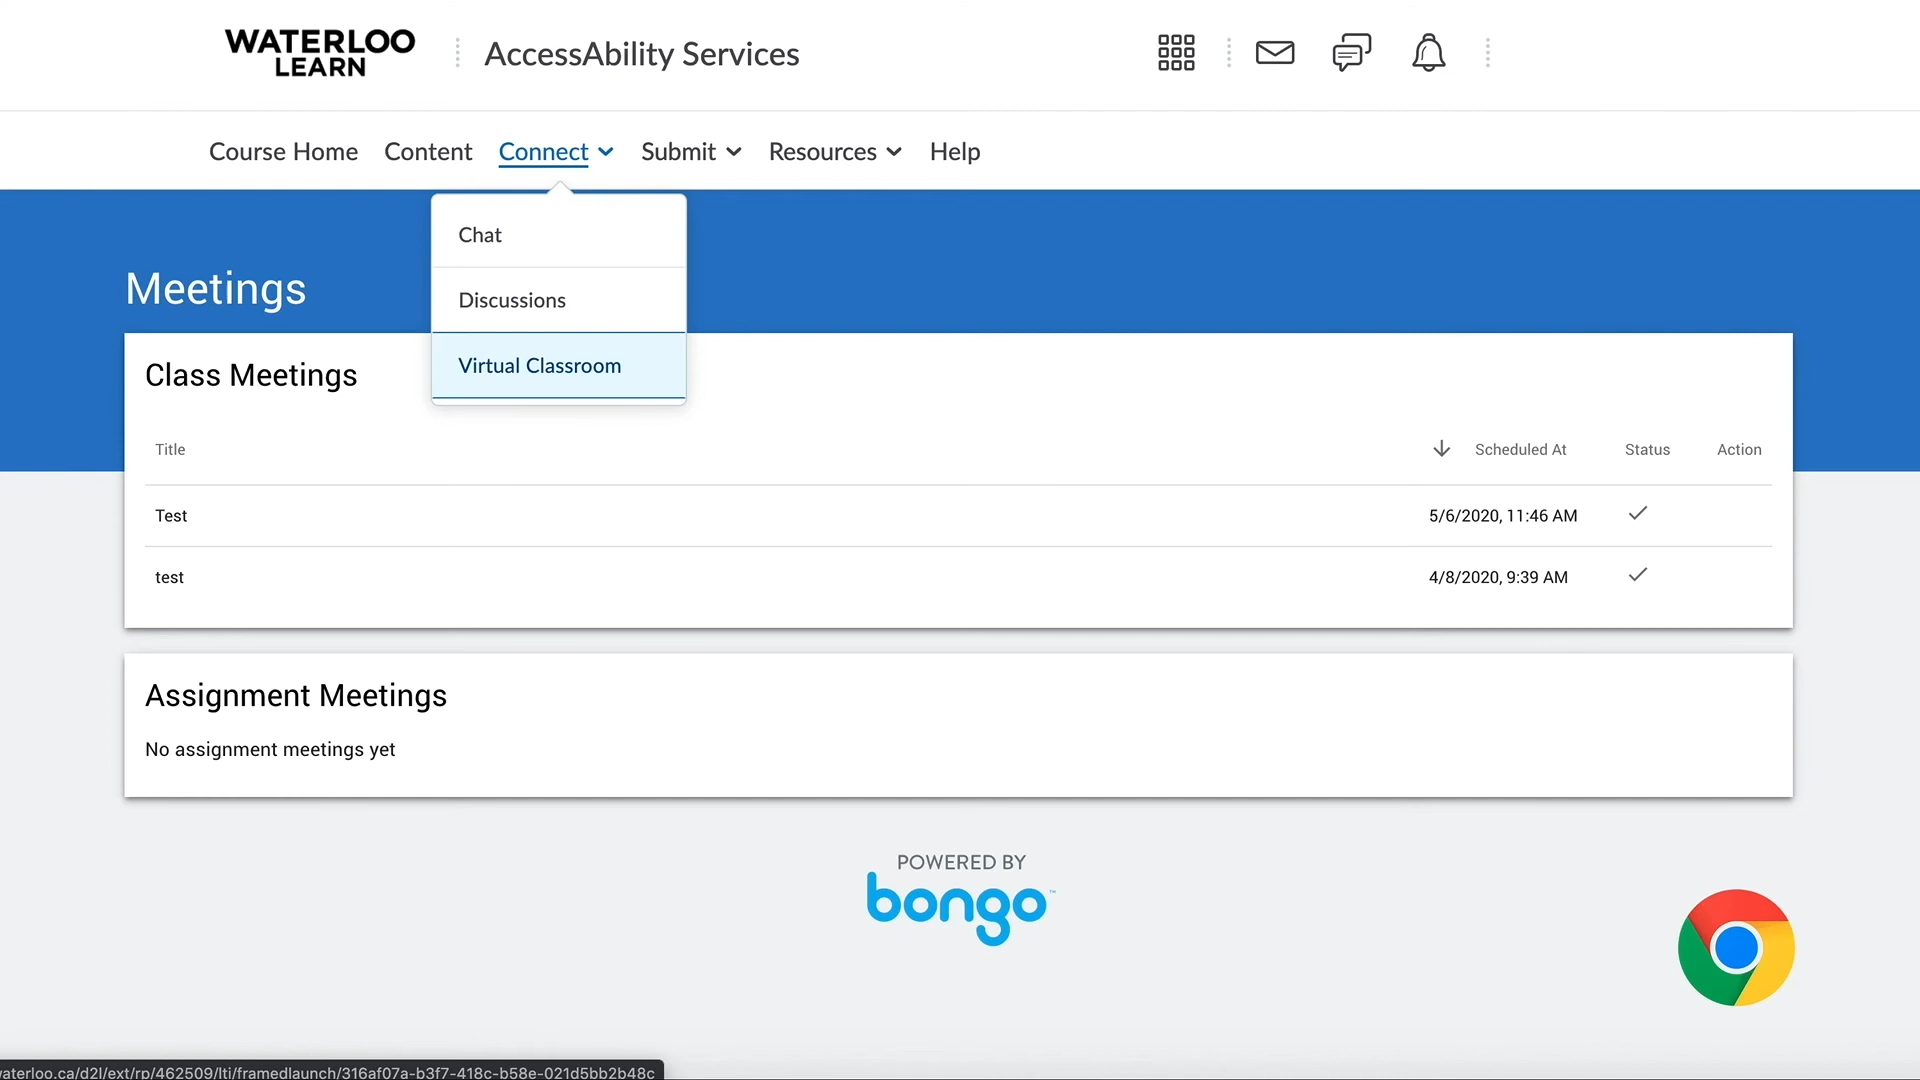 WATERLOO
LEARN
AccessAbility Services
Course Home Content Connect Submit Resources Help
Chat
Discussions
Virtual Classroom
Meetings
Class Meetings
Title Scheduled At Status Action
Test 5/6/2020, 11:46 AM
test 4/8/2020, 9:39 AM
Assignment Meetings
No assignment meetings yet
POWERED BY
bongo™
aterloo.ca/d2l/ext/rp/462509/lti/framedlaunch/316af07a-b3f7-418c-b58e-021d5bb2b48c